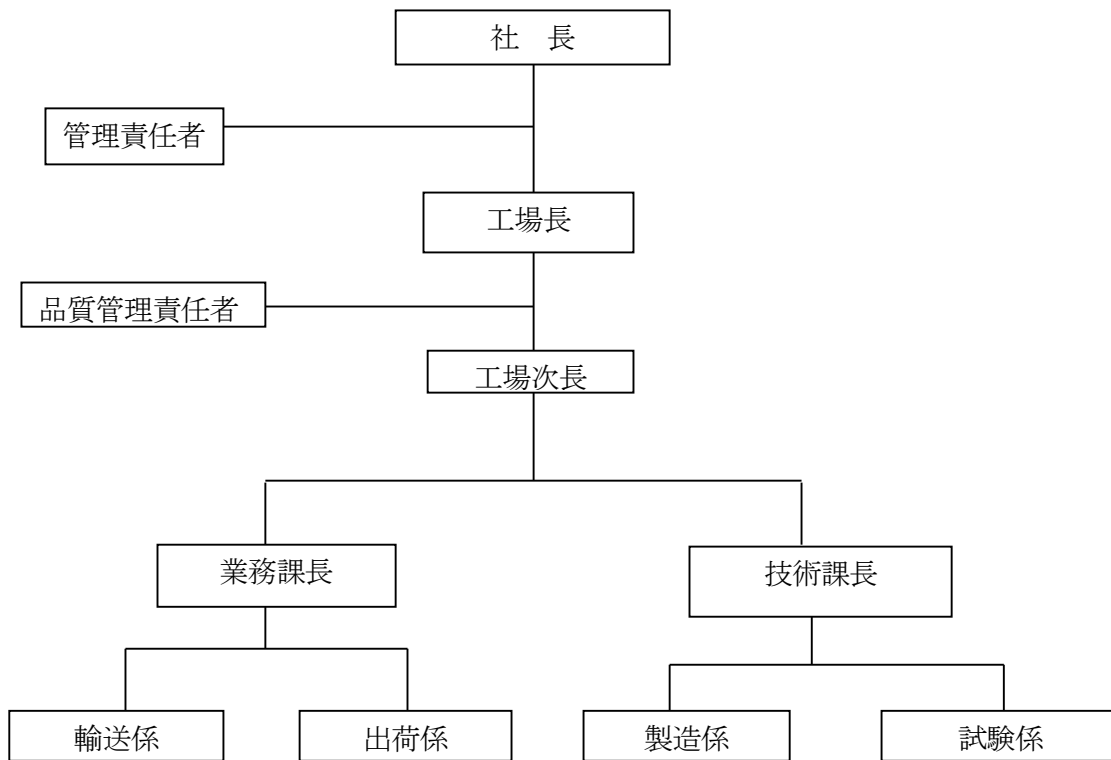 社　長
管理責任者
工場長
品質管理責任者
工場次長
業務課長
技術課長
輸送係
出荷係
製造係
試験係